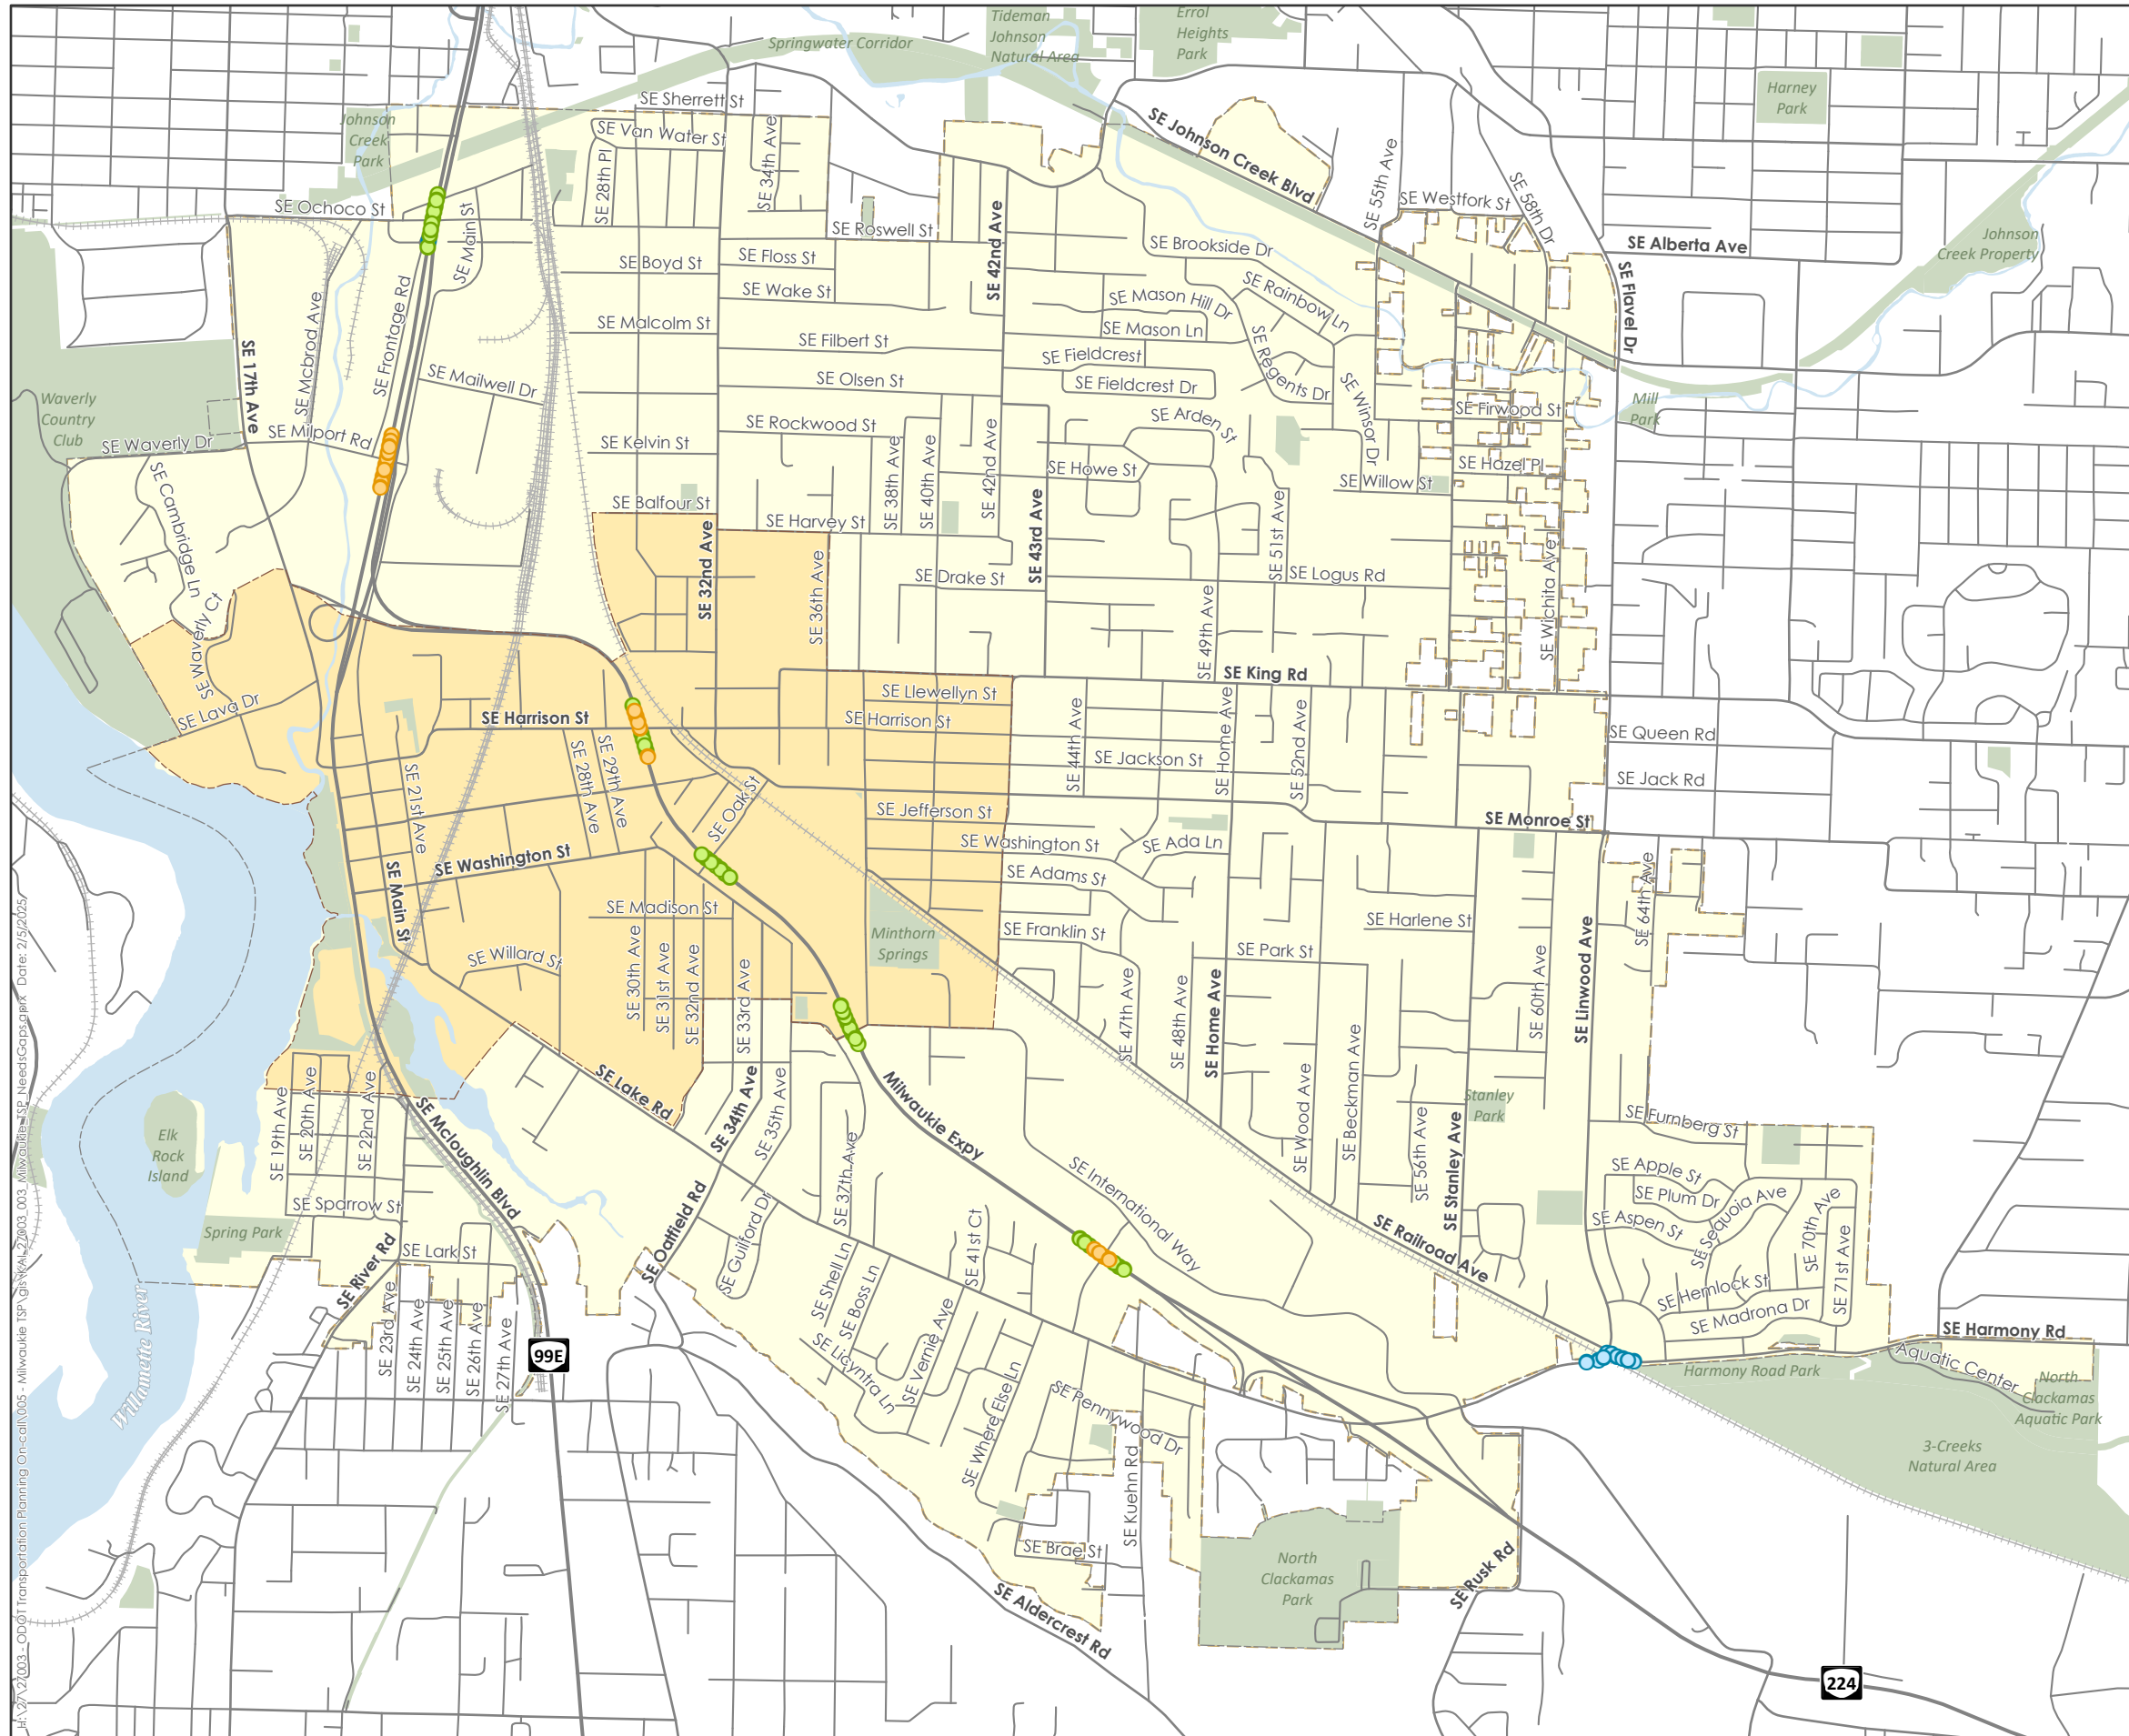 Tideman
Johnson
Natural Area
Errol
Heights
Park
Springwater Corridor
Harney
Park
SE Sherrett St
Johnson
Creek
Park
SE Van Water St
SE 34th Ave
SE 28th Pl
SE Johnson Creek Blvd
SE 55th Ave
SE Westfork St
SE 58th Dr
SE Ochoco St
SE Main St
SE Roswell St
SE 42nd Ave
SE Brookside Dr
SE Alberta Ave
Johnson
Creek Property
SE Boyd St
SE Floss St
SE Flavel Dr
SE Frontage Rd
SE Mcbrod Ave
SE Wake St
SE Mason Hill Dr
SE Rainbow Ln
SE Malcolm St
SE Mason Ln
SE Filbert St
SE Fieldcrest
SE Regents Dr
SE 17th Ave
SE Mailwell Dr
SE Olsen St
SE Fieldcrest Dr
SE Winsor Dr
SE Firwood St
Mill
Park
Waverly
Country
Club
SE Waverly Dr
SE Milport Rd
SE Rockwood St
SE Arden St
SE Kelvin St
SE 38th Ave
SE 40th Ave
SE 42nd Ave
SE Howe St
SE Hazel Pl
SE Willow St
SE Cambridge Ln
SE Balfour St
SE Harvey St
SE 43rd Ave
SE 51st Ave
SE 32nd Ave
SE 36th Ave
SE Drake St
SE Logus Rd
SE Wichita Ave
SE Waverly Ct
SE 49th Ave
SE King Rd
SE Lava Dr
SE Harrison St
SE Llewellyn St
SE Harrison St
SE 44th Ave
SE Home Ave
SE 52nd Ave
SE Queen Rd
SE Jackson St
SE Jack Rd
SE 21st Ave
SE 28th Ave
SE 29th Ave
SE Oak St
SE Jefferson St
SE Monroe St
SE Washington St
SE Washington St
SE Ada Ln
SE Adams St
SE 64th Ave
SE Main St
SE Madison St
SE Harlene St
Minthorn
Springs
SE Franklin St
SE Park St
SE Willard St
SE 30th Ave
SE 31st Ave
SE 32nd Ave
SE 33rd Ave
SE 47th Ave
SE 48th Ave
SE Home Ave
SE 60th Ave
SE Linwood Ave
SE Lake Rd
SE 34th Ave
SE 35th Ave
Milwaukie Expy
SE Wood Ave
SE Beckman Ave
SE 56th Ave
SE Stanley Ave
Stanley
Park
SE Furnberg St
Elk
Rock
Island
SE 19th Ave
SE 20th Ave
SE 22nd Ave
SE Mcloughlin Blvd
SE 37th Ave
SE International Way
SE Apple St
SE Plum Dr
SE Aspen St
SE Sequoia Ave
SE 70th Ave
SE 71st Ave
SE Sparrow St
Spring Park
SE River Rd
SE Lark St
SE Oatfield Rd
SE Guilford Dr
SE 41st Ct
SE Railroad Ave
SE Hemlock St
SE Madrona Dr
SE Harmony Rd
SE Shell Ln
SE Boss Ln
SE Licyntra Ln
SE Vernie Ave
SE Where Else Ln
SE Pennywood Dr
SE Kuehn Rd
SE 23rd Ave
SE 24th Ave
SE 25th Ave
SE 26th Ave
SE 27th Ave
99E
Harmony Road Park
Aquatic Center
North
Clackamas
Aquatic Park
3-Creeks
Natural Area
Willamette River
SE Brae St
North
Clackamas
Park
SE Rusk Rd
SE Aldercrest Rd
224
H:\27\27003 - ODOT Transportation Planning On-call\005 - Milwaukie TSP\gis\KAI_27003_003_Milwaukie_TSP_NeedsGaps.aprx Date: 2/5/2025